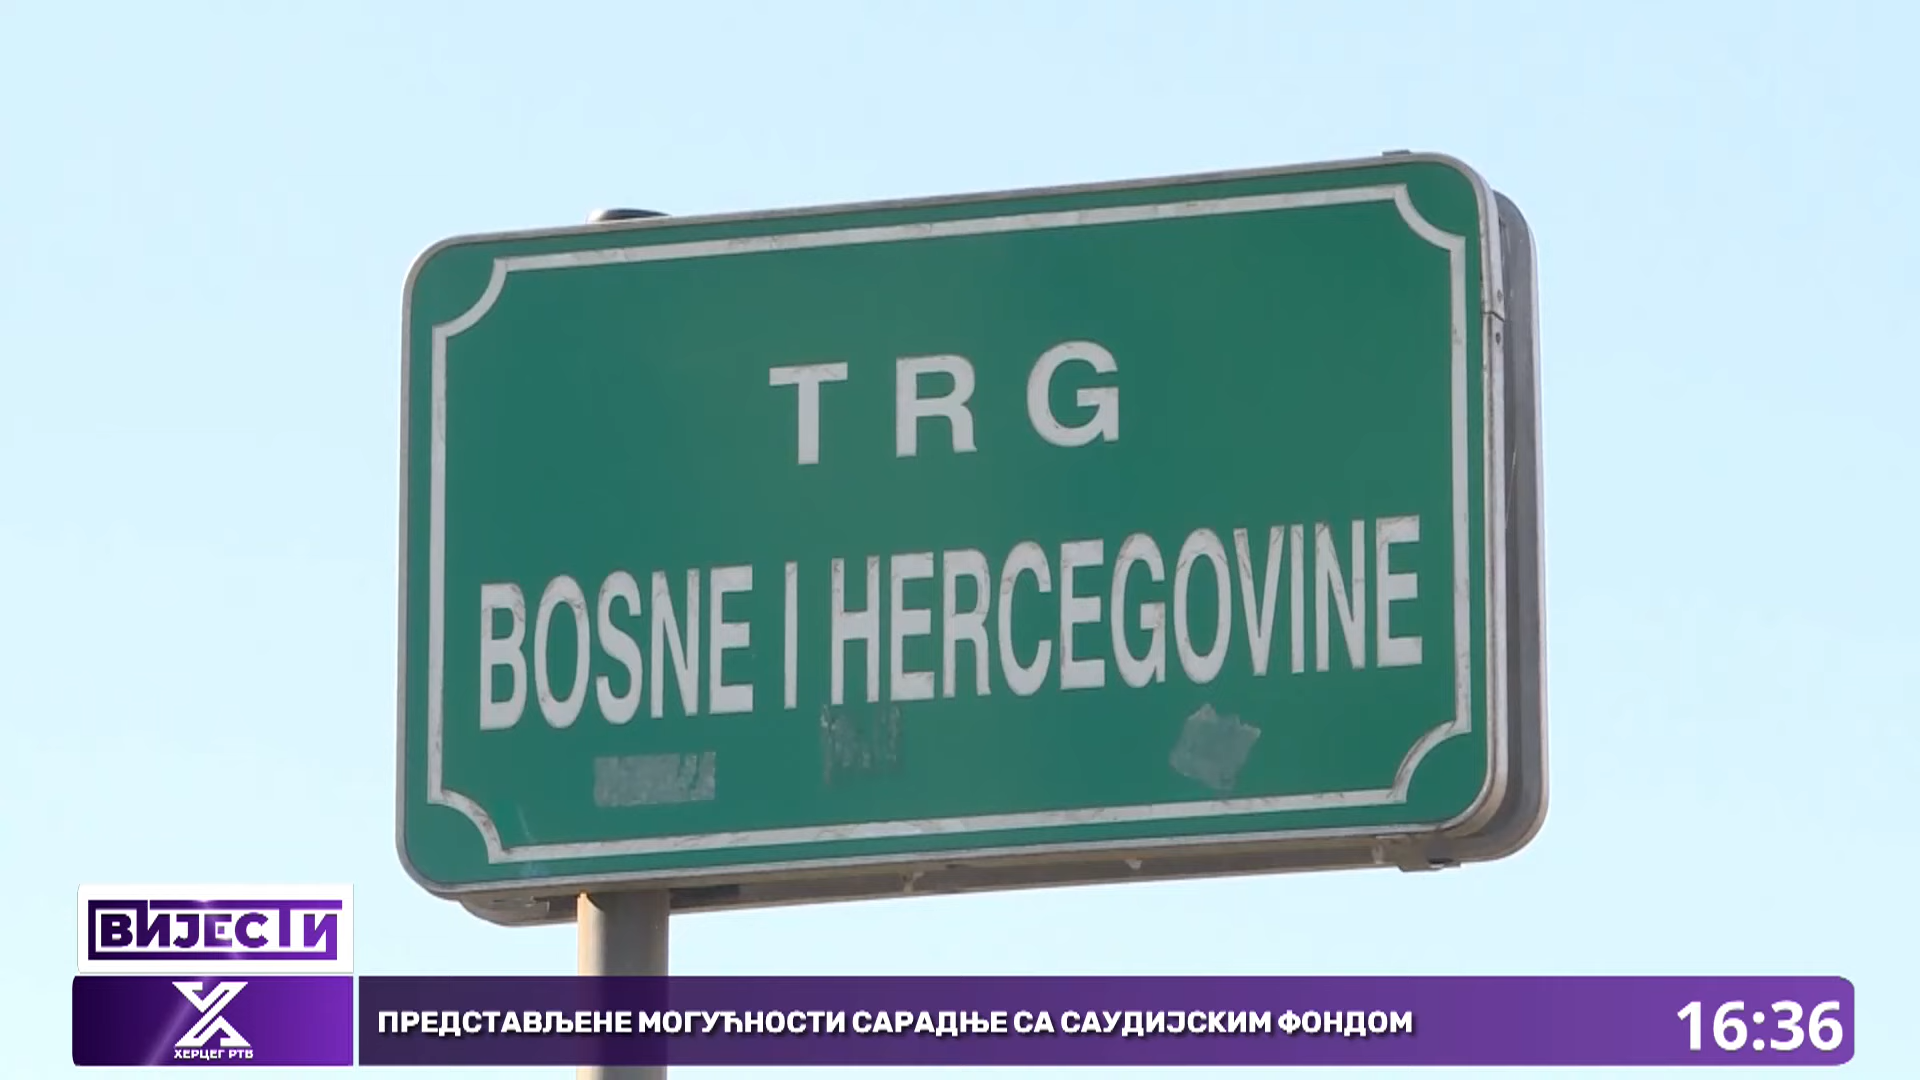 TRG
BOSNE I HERCEGOVINE
ВИЈЕСТИ
ХЕРЦЕГ РТВ
ПРЕДСТАВЉЕНЕ МОГУЋНОСТИ САРАДЊЕ СА САУДИЈСКИМ ФОНДОМ
16:36